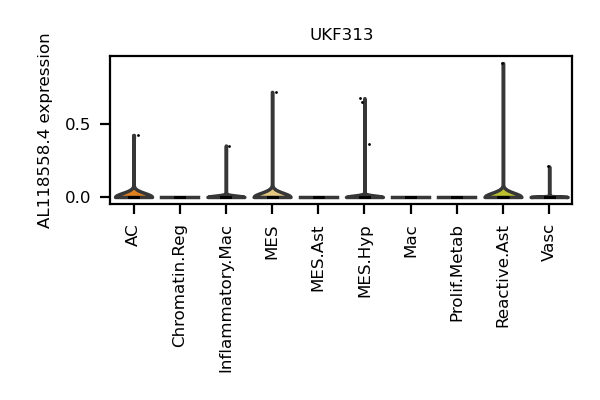 UKF313
AL118558.4 expression
0.5
0.0
AC
Chromatin.Reg
Inflammatory.Mac
MES
MES.Ast
MES.Hyp
Mac
Prolif.Metab
Reactive.Ast
Vasc